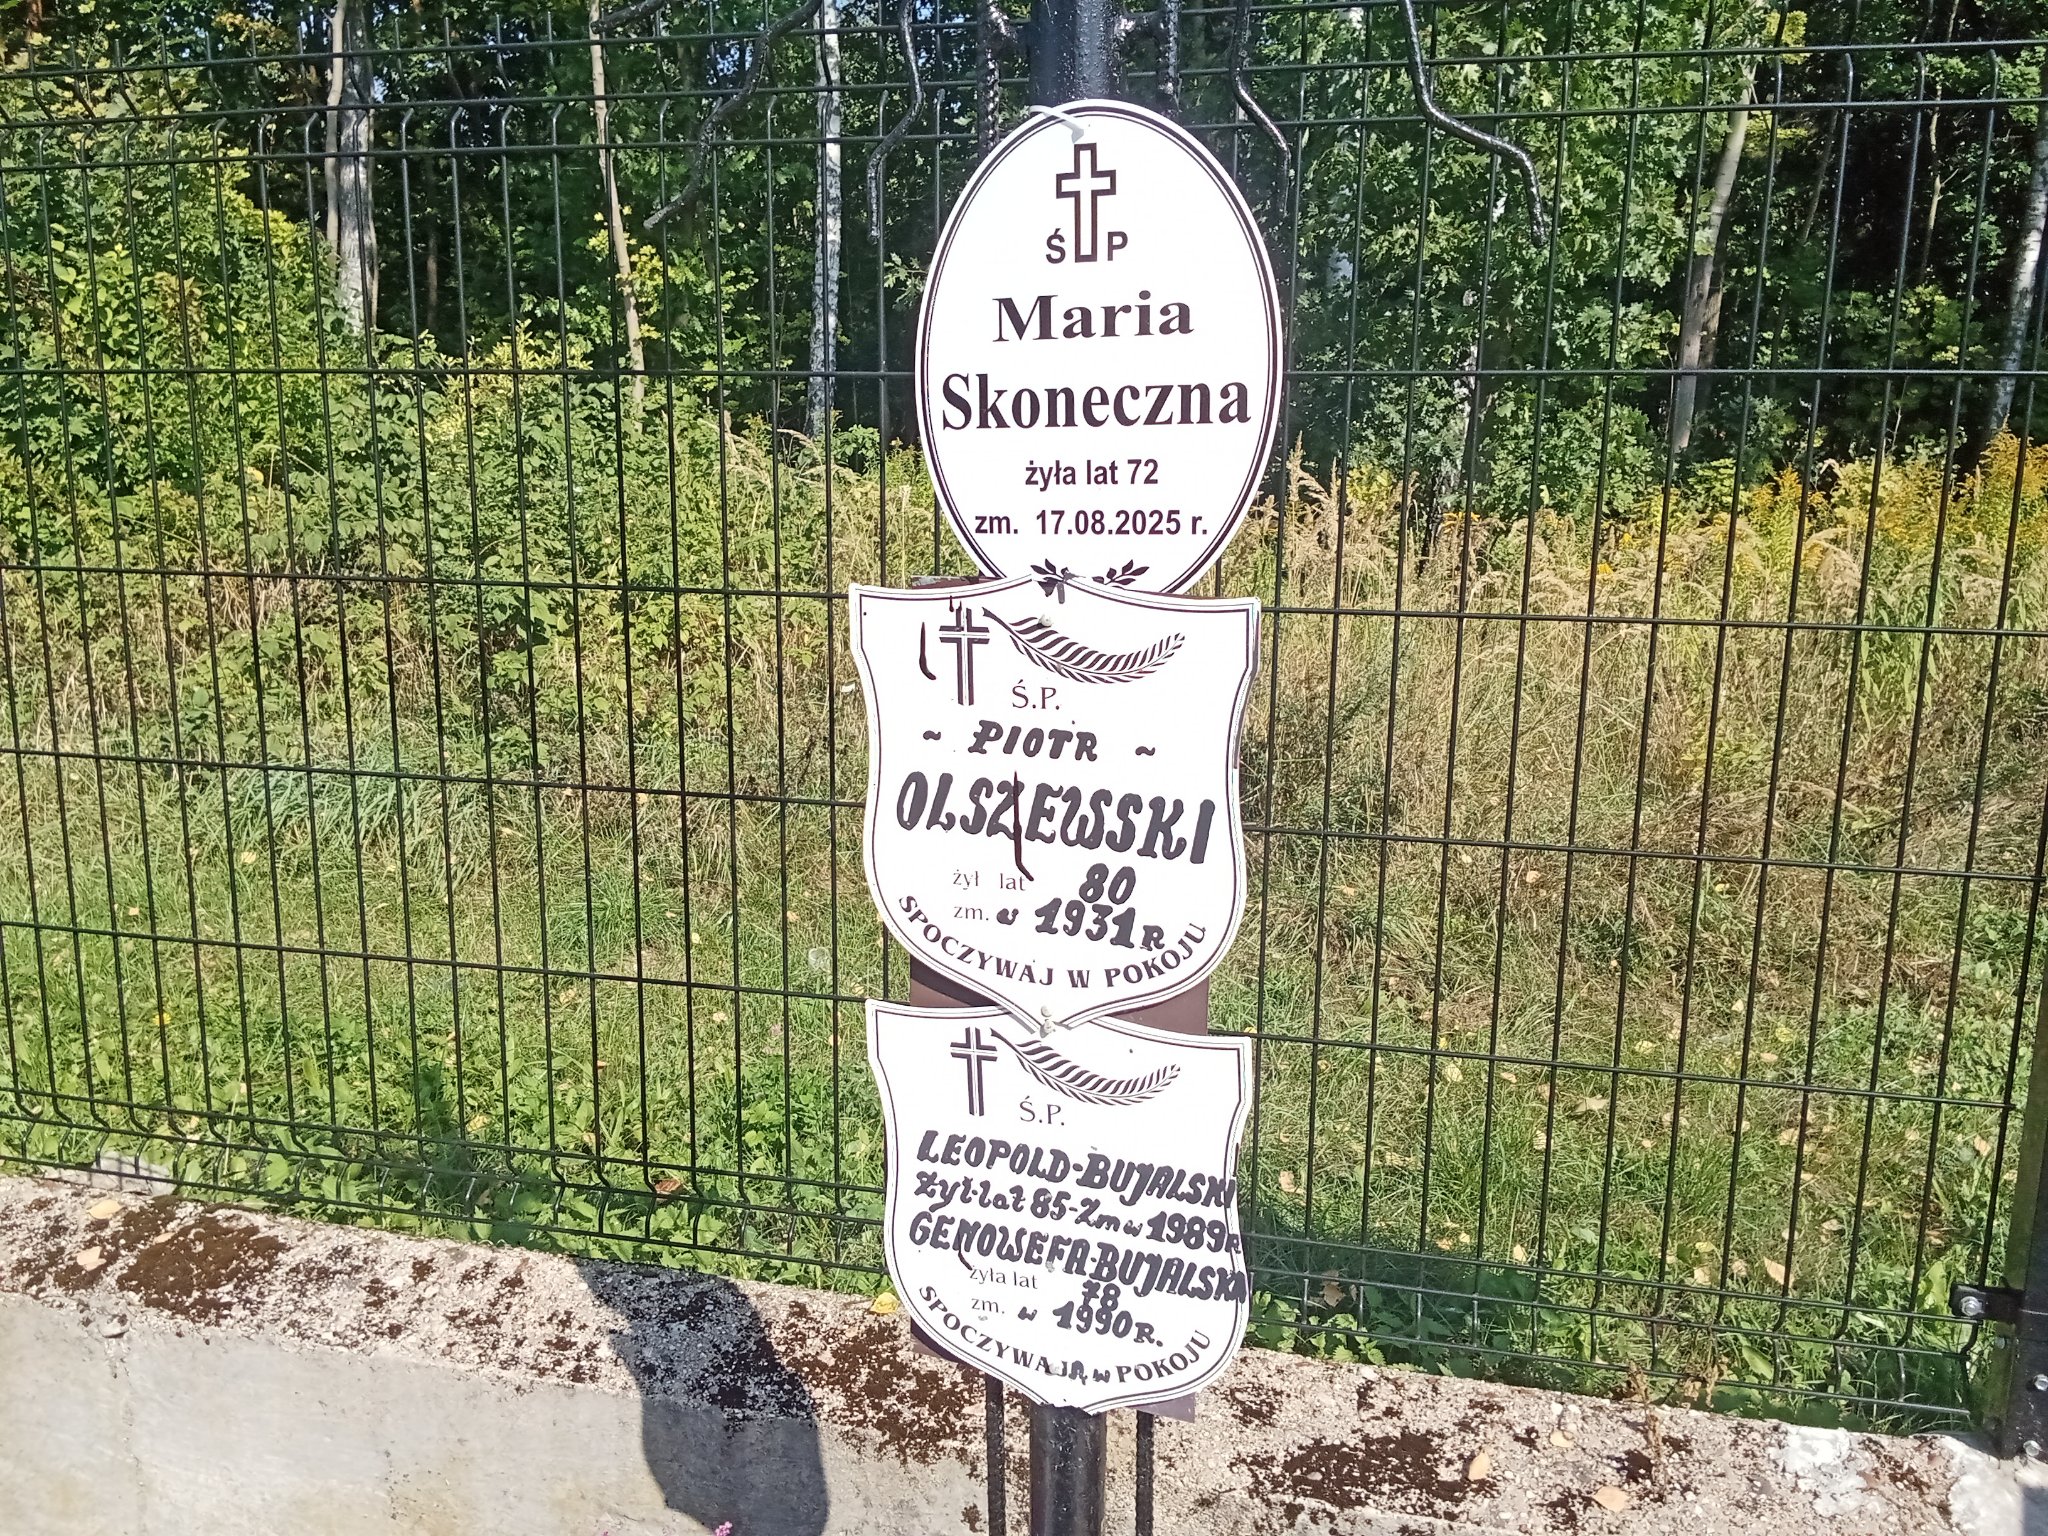 Ś P
Maria
Skoneczna
żyła lat 72
zm. 17.08.2025 r.
Ś.P.
~ PIOTR ~
OLSZEWSKI
żył lat 80
zm. w 1931 R
SPOCZYWAJ W POKOJU
Ś.P.
LEOPOLD-BUJALSKI
żył-lat 85-Zm w 1989 R
GENOWEFA-BUJALSKA
żyła lat 78
zm. w 1990 R.
SPOCZYWAJĄ w POKOJU